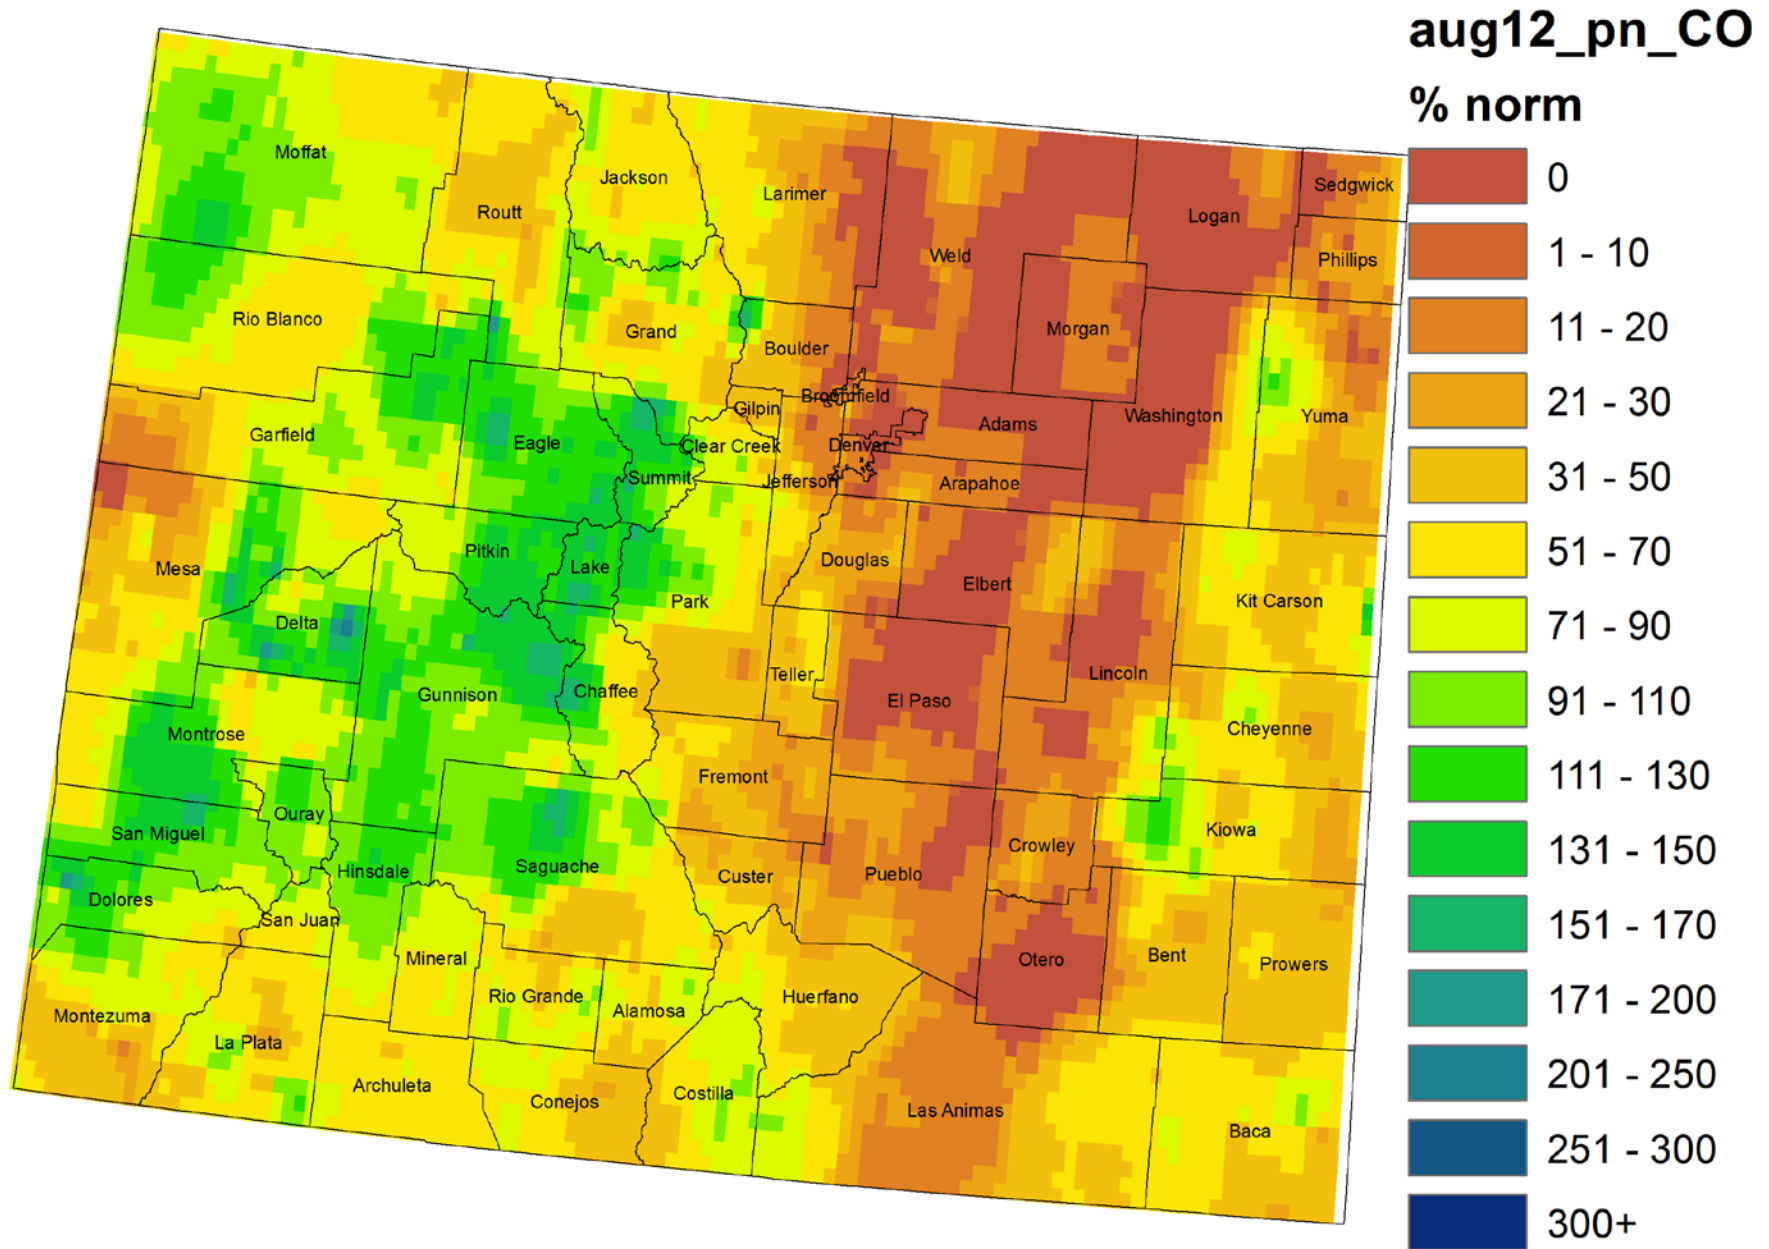 aug12_pn_CO
% norm
0
1 - 10
11 - 20
21 - 30
31 - 50
51 - 70
71 - 90
91 - 110
111 - 130
131 - 150
151 - 170
171 - 200
201 - 250
251 - 300
300+
Moffat
Routt
Jackson
Larimer
Weld
Logan
Sedgwick
Phillips
Rio Blanco
Grand
Boulder
Morgan
Broomfield
Gilpin
Garfield
Eagle
Clear Creek
Denver
Adams
Washington
Yuma
Summit
Jefferson
Arapahoe
Mesa
Pitkin
Lake
Park
Douglas
Elbert
Kit Carson
Delta
Gunnison
Chaffee
Teller
El Paso
Lincoln
Cheyenne
Montrose
Ouray
Fremont
Kiowa
San Miguel
Hinsdale
Saguache
Custer
Pueblo
Crowley
Dolores
San Juan
Mineral
Rio Grande
Alamosa
Huerfano
Otero
Bent
Prowers
Montezuma
La Plata
Archuleta
Conejos
Costilla
Las Animas
Baca